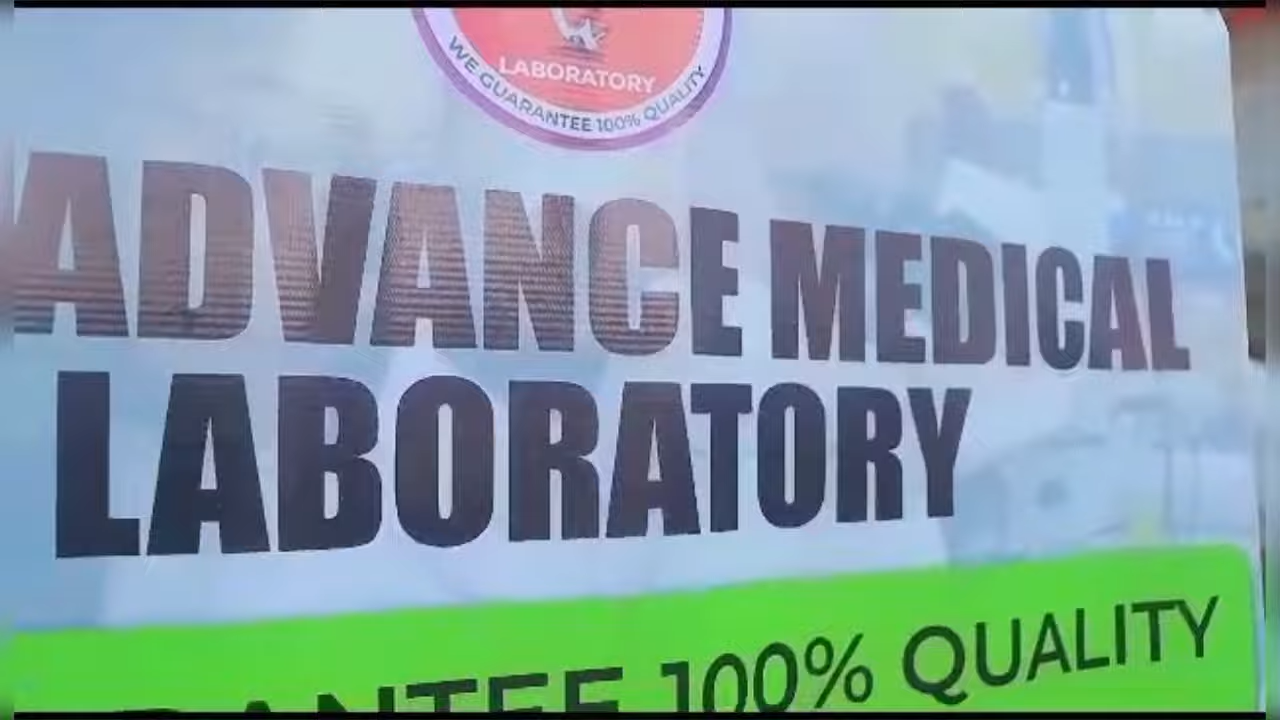 LABORATORY
WE GUARANTEE 100% QUALITY
ADVANCE MEDICAL
LABORATORY
100% QUALITY